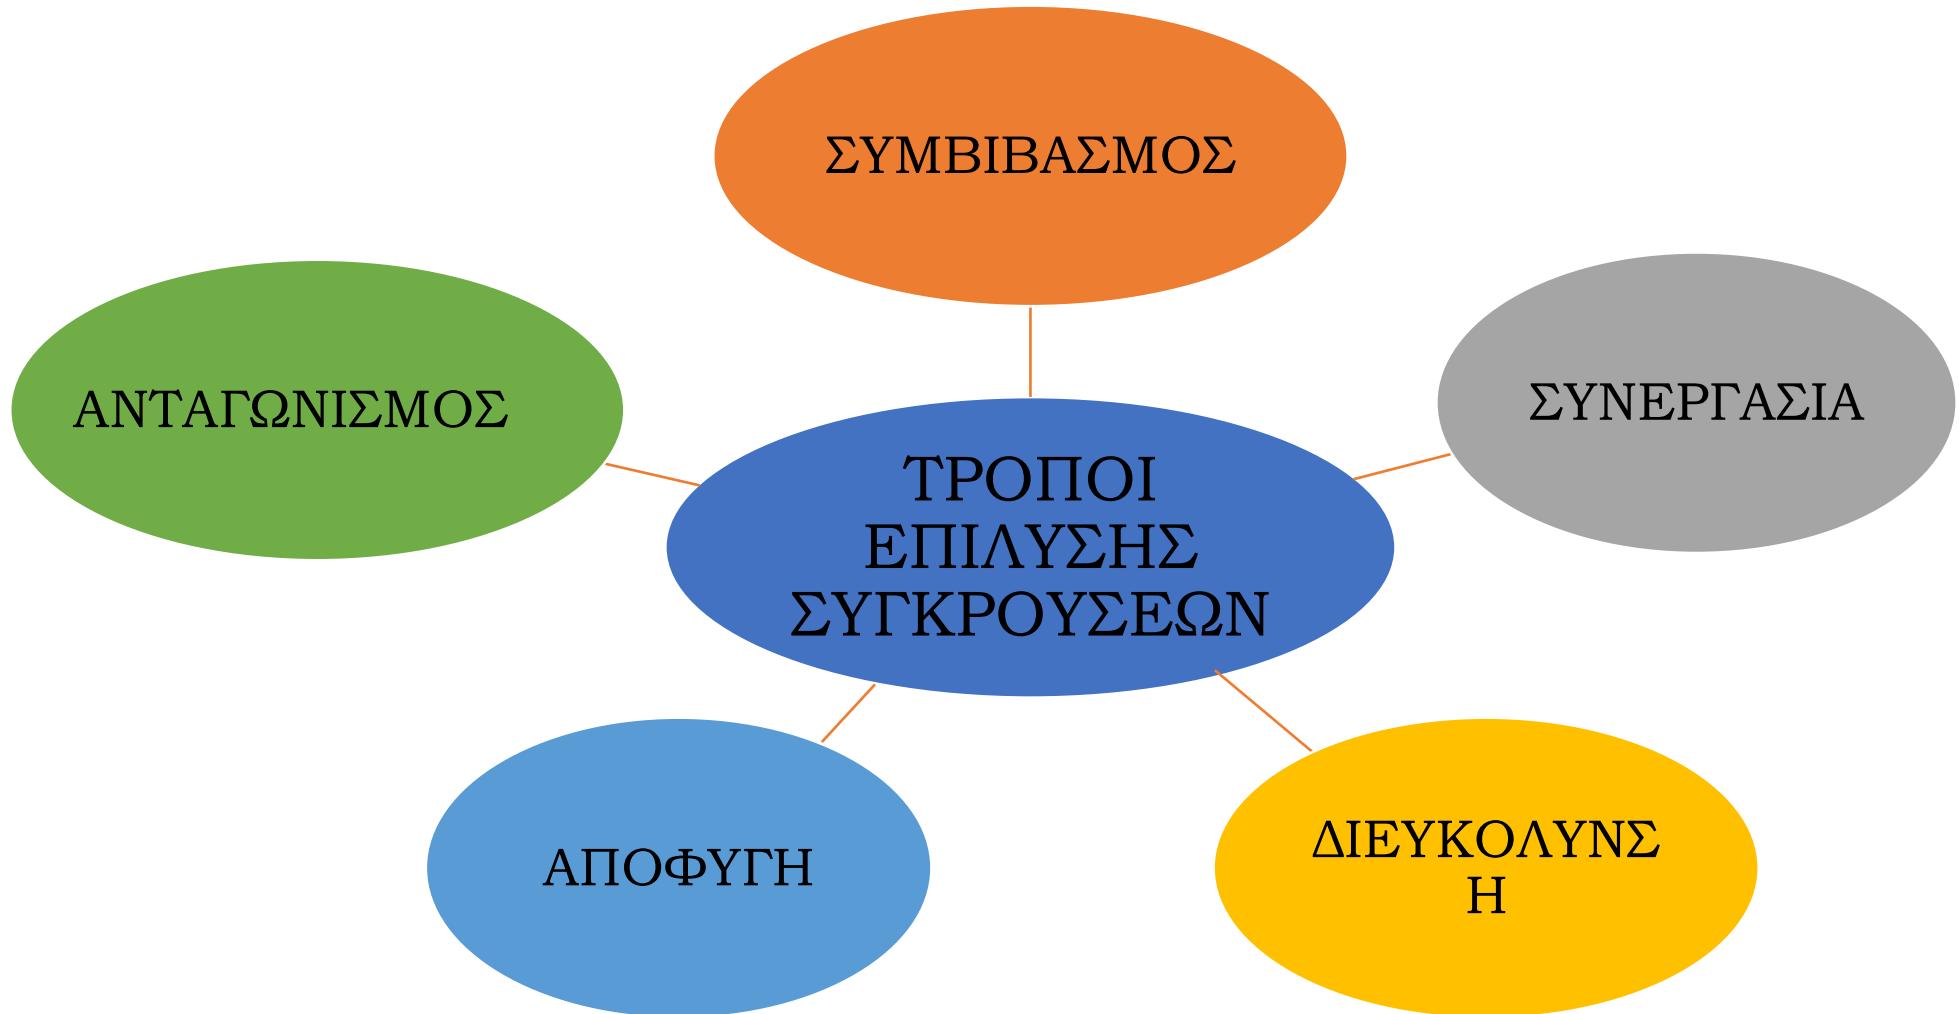 ΣΥΜΒΙΒΑΣΜΟΣ
ΑΝΤΑΓΩΝΙΣΜΟΣ
ΣΥΝΕΡΓΑΣΙΑ
ΤΡΟΠΟΙ
ΕΠΙΛΥΣΗΣ
ΣΥΓΚΡΟΥΣΕΩΝ
ΑΠΟΦΥΓΗ
ΔΙΕΥΚΟΛΥΝΣ
Η